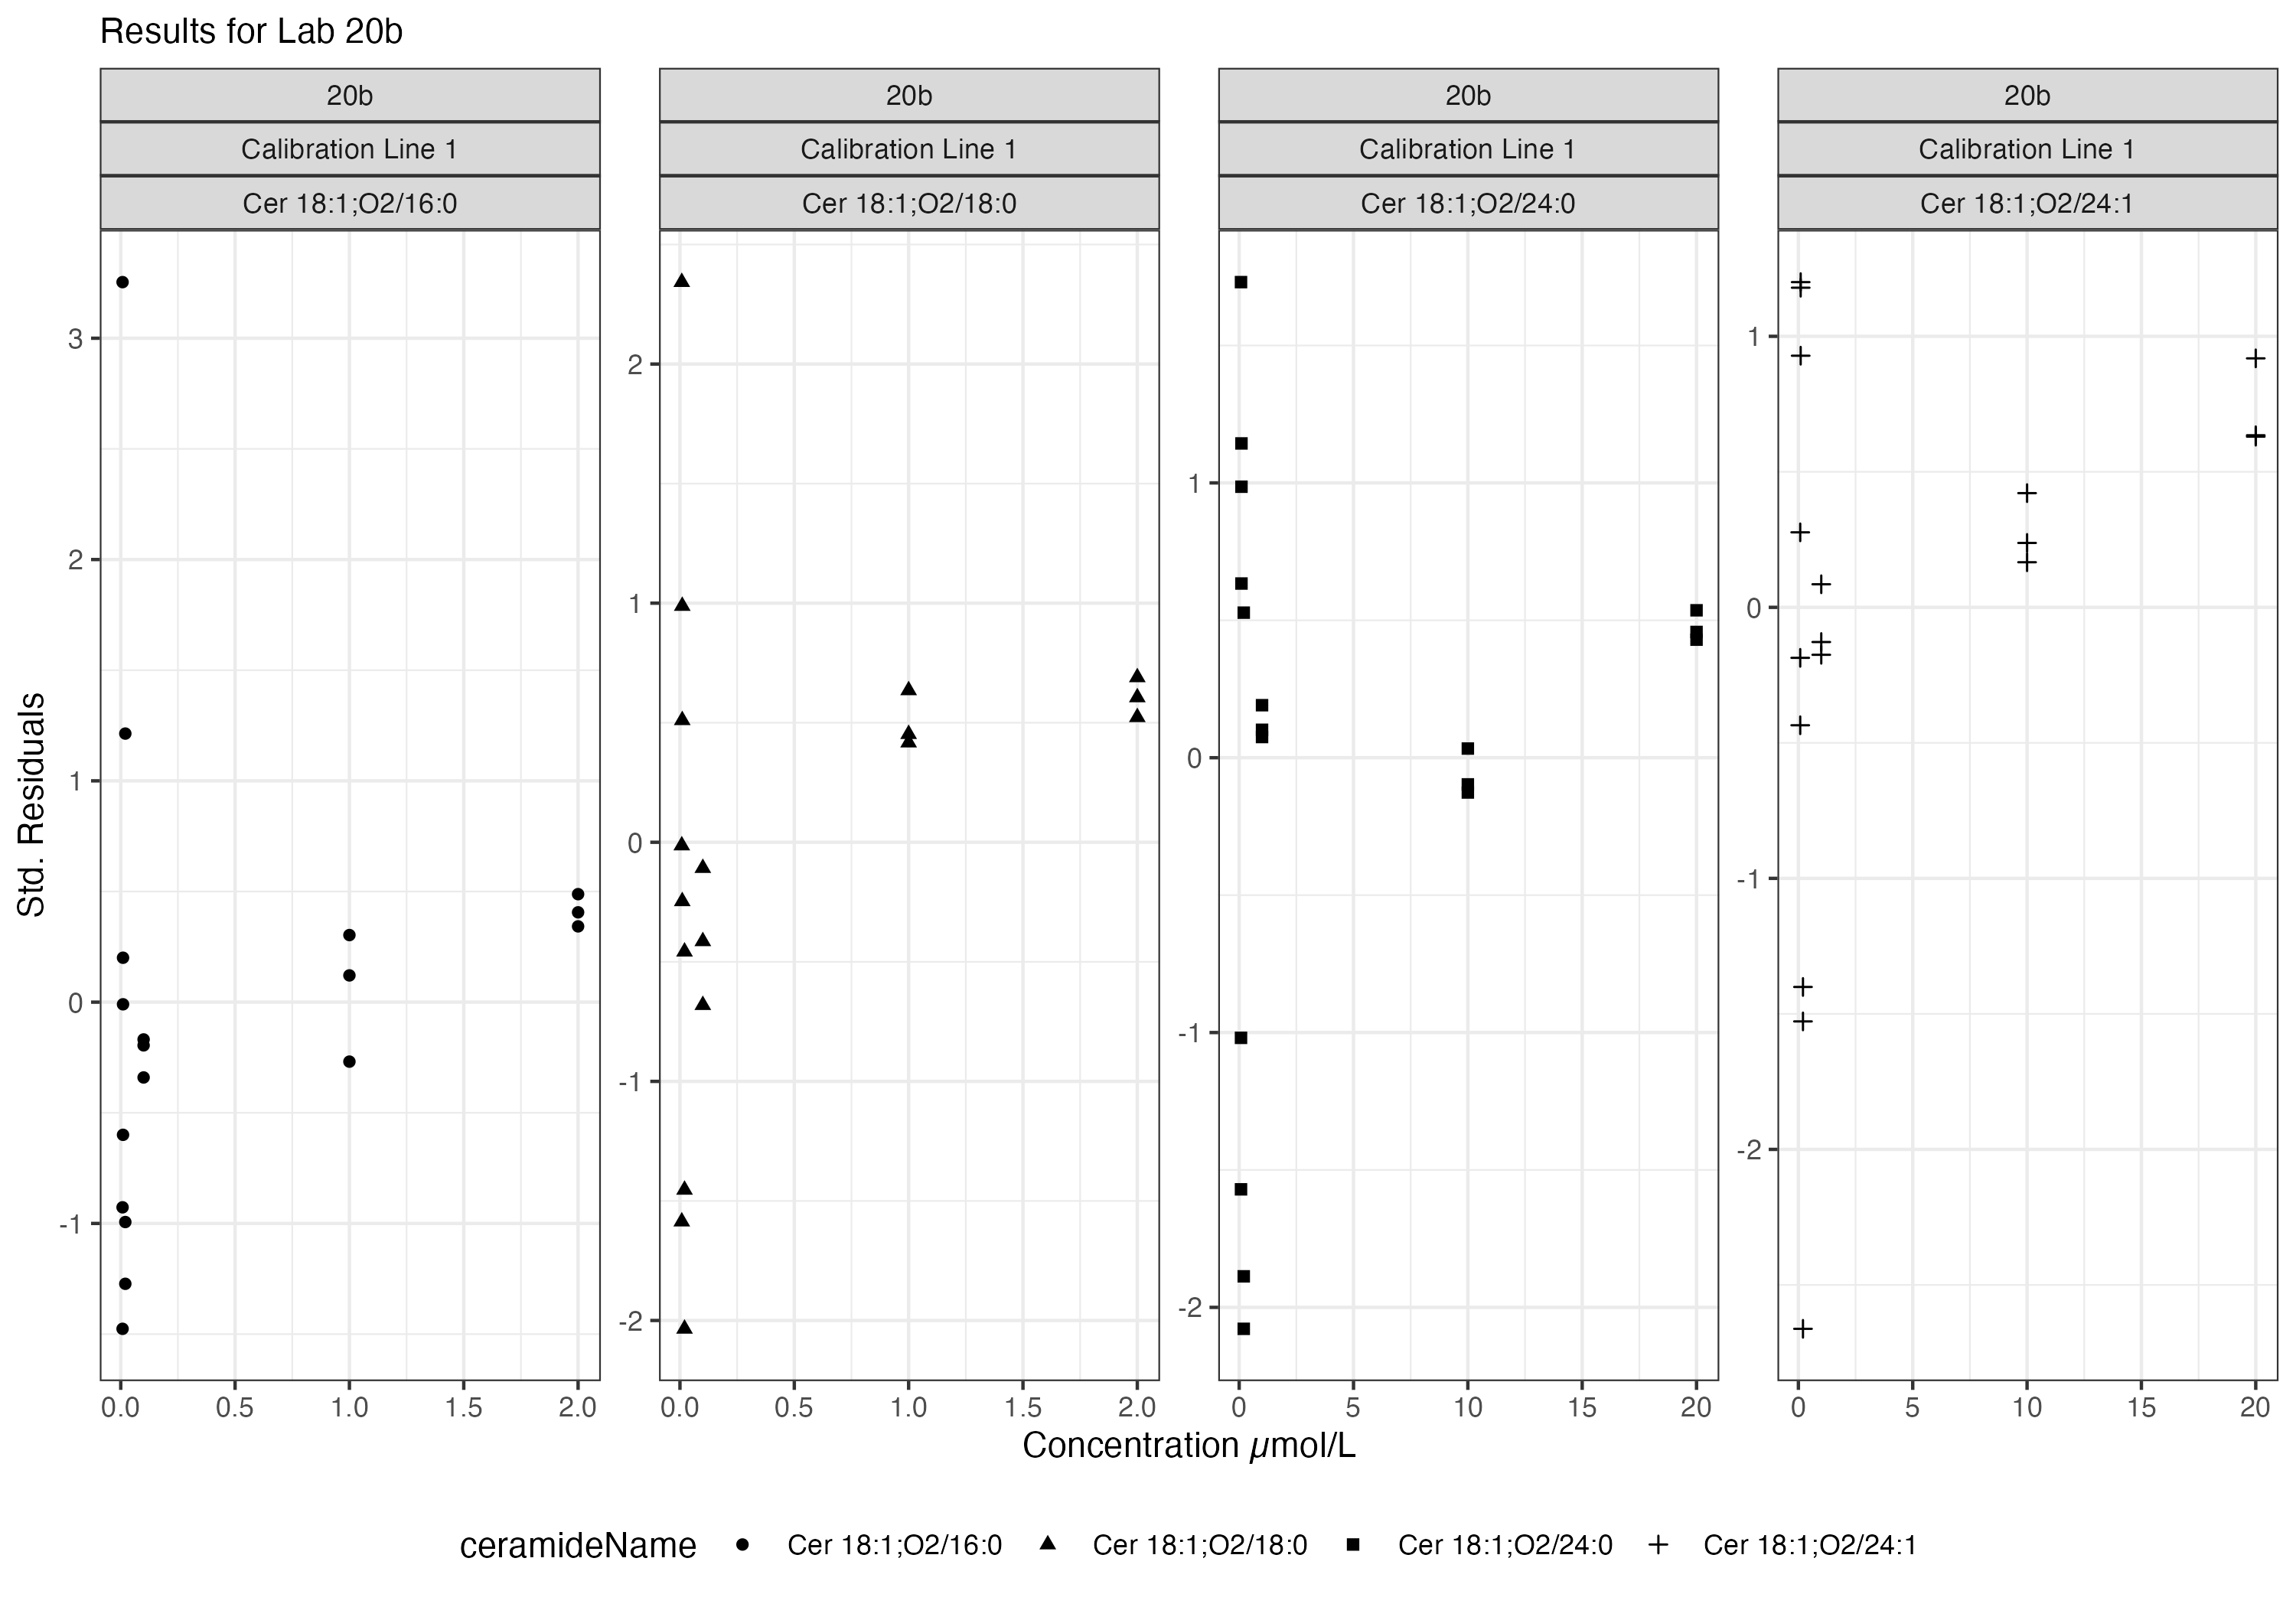 Results for Lab 20b
20b 20b 20b 20b
Calibration Line 1 Calibration Line 1 Calibration Line 1 Calibration Line 1
Cer 18:1;O2/16:0 Cer 18:1;O2/18:0 Cer 18:1;O2/24:0 Cer 18:1;O2/24:1
Std. Residuals
3
2
1
0
-1
2
1
0
-1
-2
1
0
-1
-2
1
0
-1
-2
0.0 0.5 1.0 1.5 2.0 0.0 0.5 1.0 1.5 2.0 0 5 10 15 20 0 5 10 15 20
Concentration µmol/L
ceramideName Cer 18:1;O2/16:0 Cer 18:1;O2/18:0 Cer 18:1;O2/24:0 Cer 18:1;O2/24:1